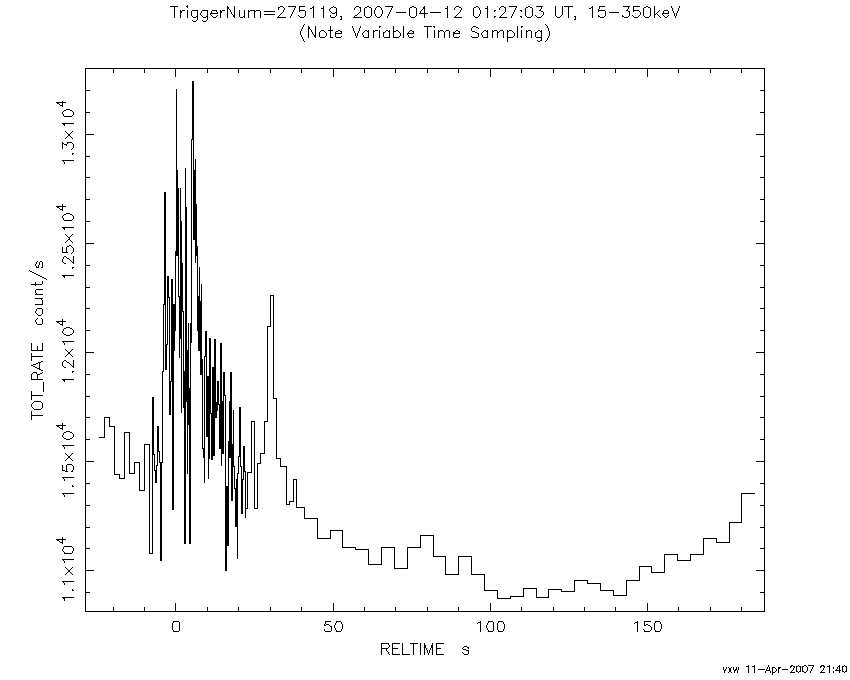 TriggerNum=275119, 2007-04-12 01:27:03 UT, 15-350keV
(Note Variable Time Sampling)
1.3×10⁴
1.25×10⁴
1.2×10⁴
1.15×10⁴
1.1×10⁴
TOT_RATE count/s
0 50 100 150
RELTIME s
vxw 11-Apr-2007 21:40